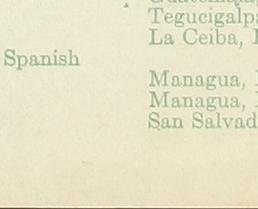 Tegucigalpa
La Ceiba,
Spanish
Managua,
Managua,
San Salvad